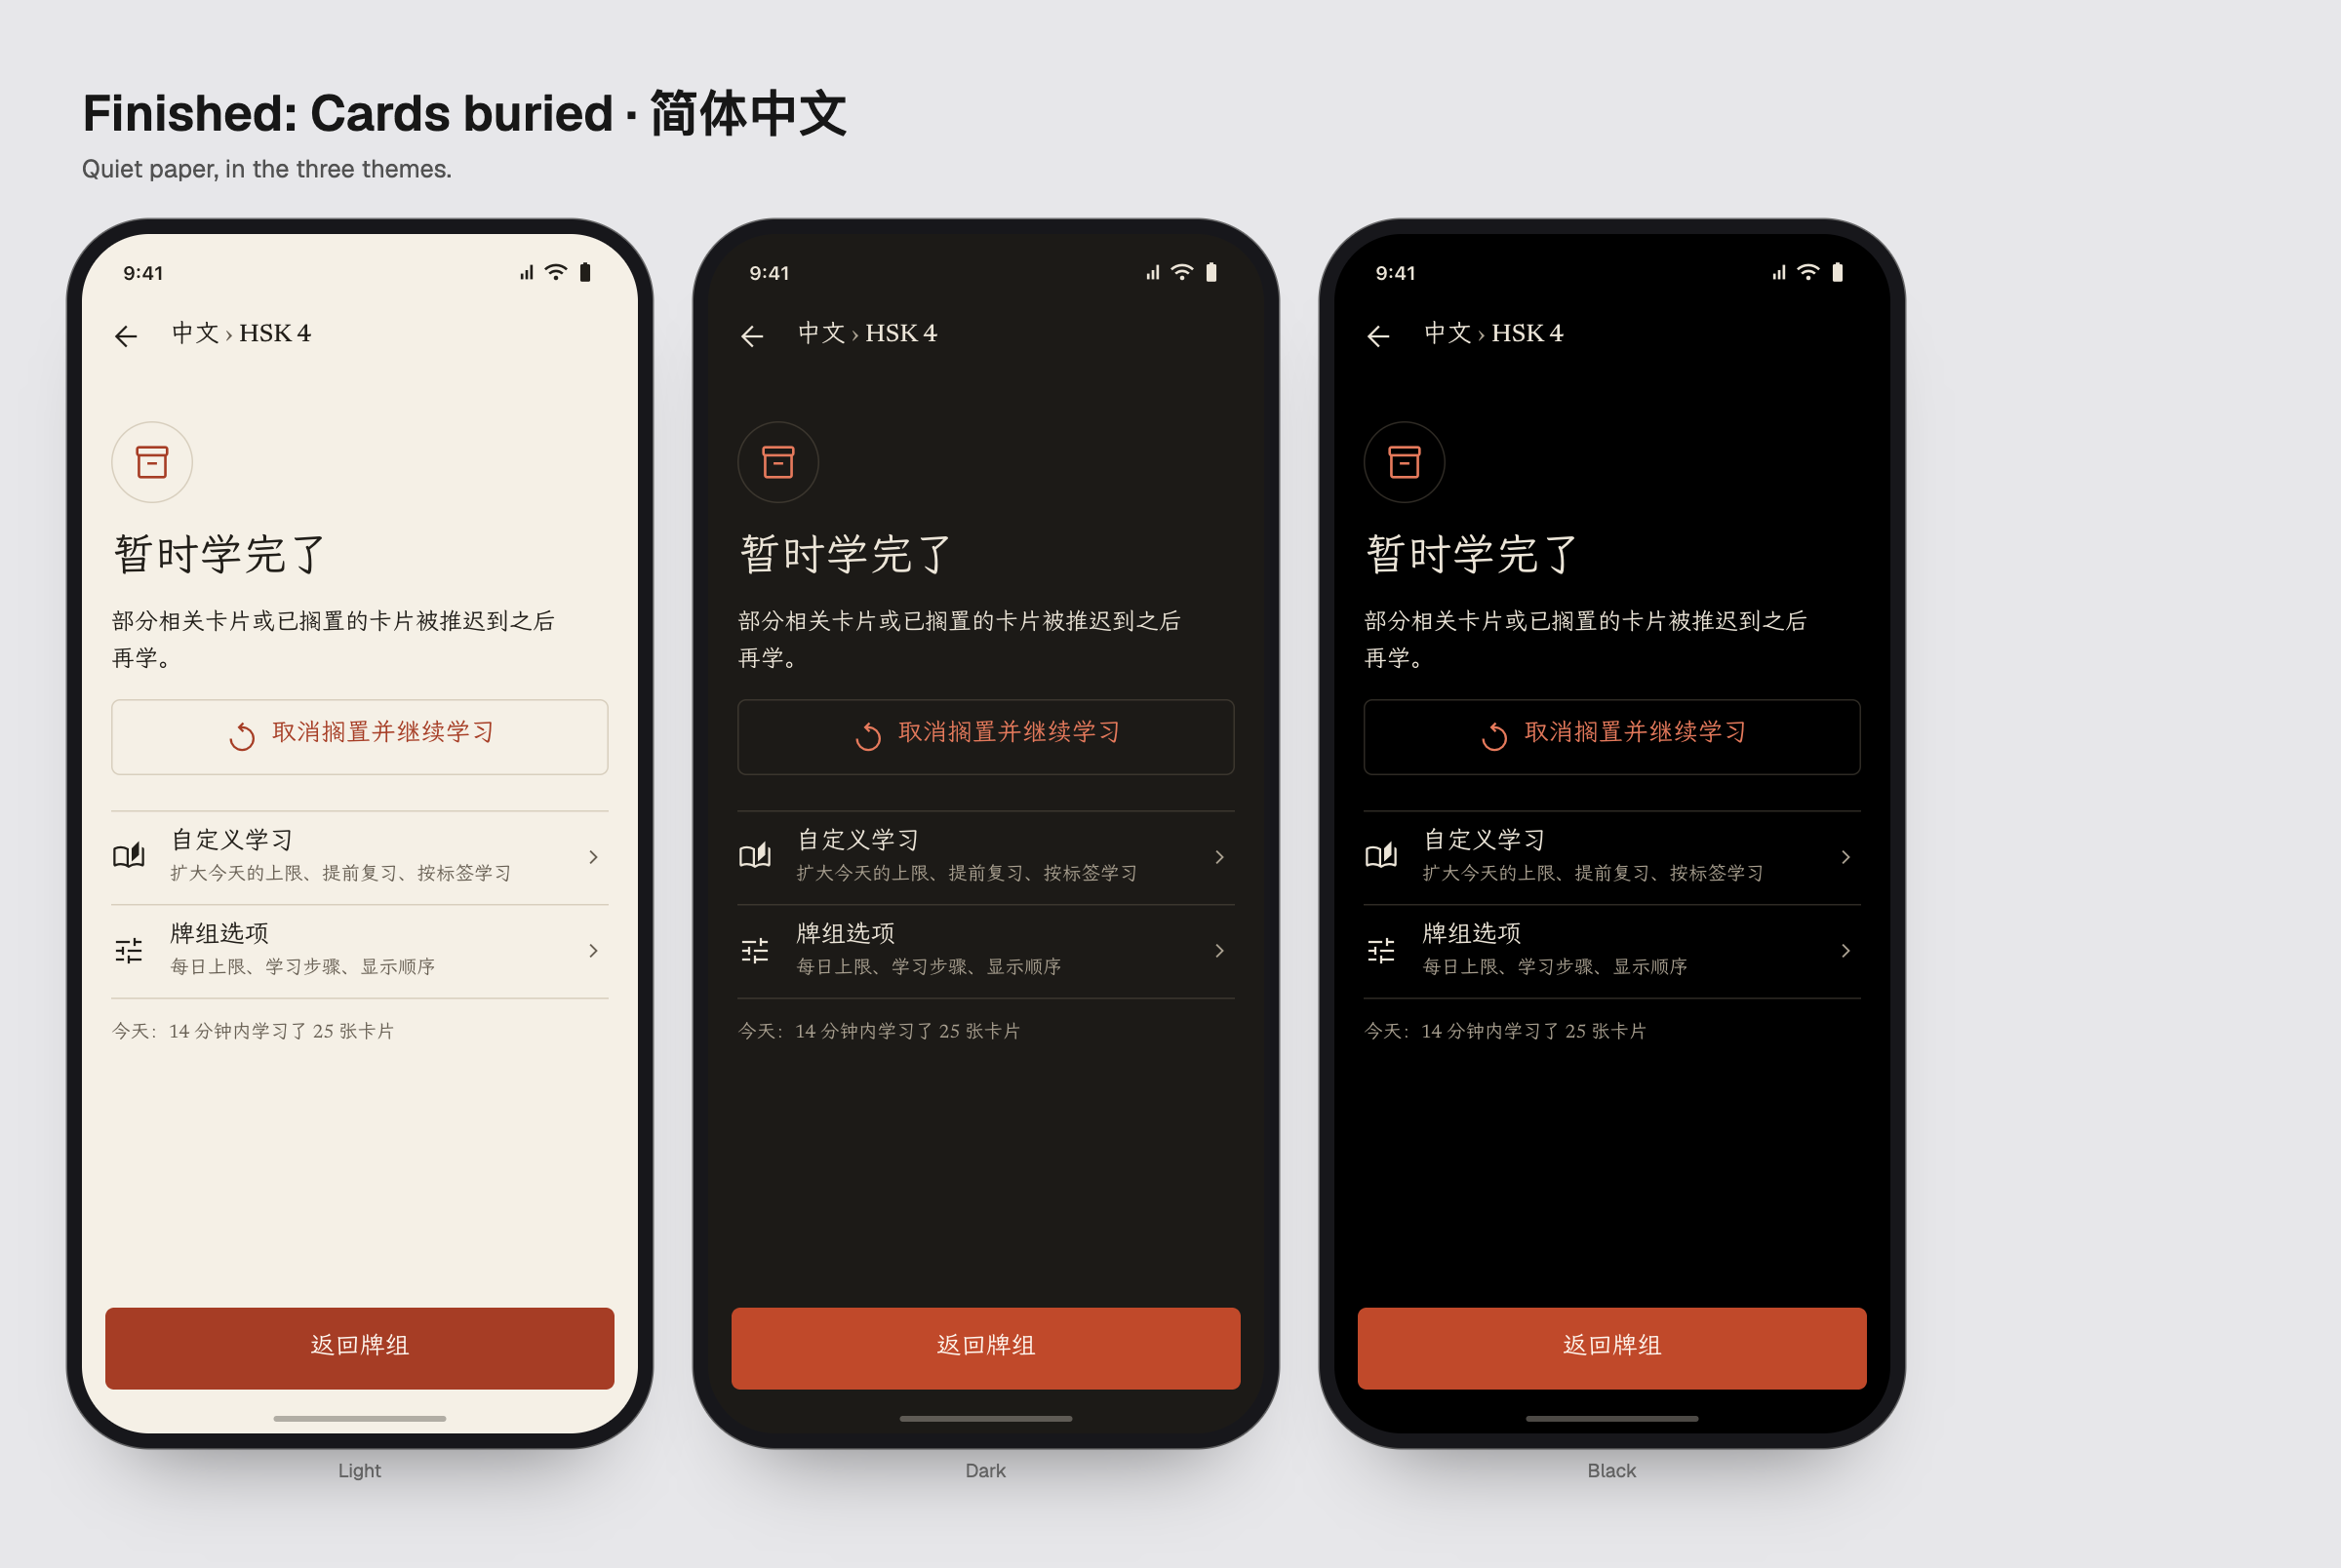 Finished: Cards buried · 简体中文
Quiet paper, in the three themes.
9:41
中文 › HSK 4
暂时学完了
部分相关卡片或已搁置的卡片被推迟到之后
再学。
取消搁置并继续学习
自定义学习
扩大今天的上限、提前复习、按标签学习
牌组选项
每日上限、学习步骤、显示顺序
今天：14 分钟内学习了 25 张卡片
返回牌组
Light
9:41
中文 › HSK 4
暂时学完了
部分相关卡片或已搁置的卡片被推迟到之后
再学。
取消搁置并继续学习
自定义学习
扩大今天的上限、提前复习、按标签学习
牌组选项
每日上限、学习步骤、显示顺序
今天：14 分钟内学习了 25 张卡片
返回牌组
Dark
9:41
中文 › HSK 4
暂时学完了
部分相关卡片或已搁置的卡片被推迟到之后
再学。
取消搁置并继续学习
自定义学习
扩大今天的上限、提前复习、按标签学习
牌组选项
每日上限、学习步骤、显示顺序
今天：14 分钟内学习了 25 张卡片
返回牌组
Black